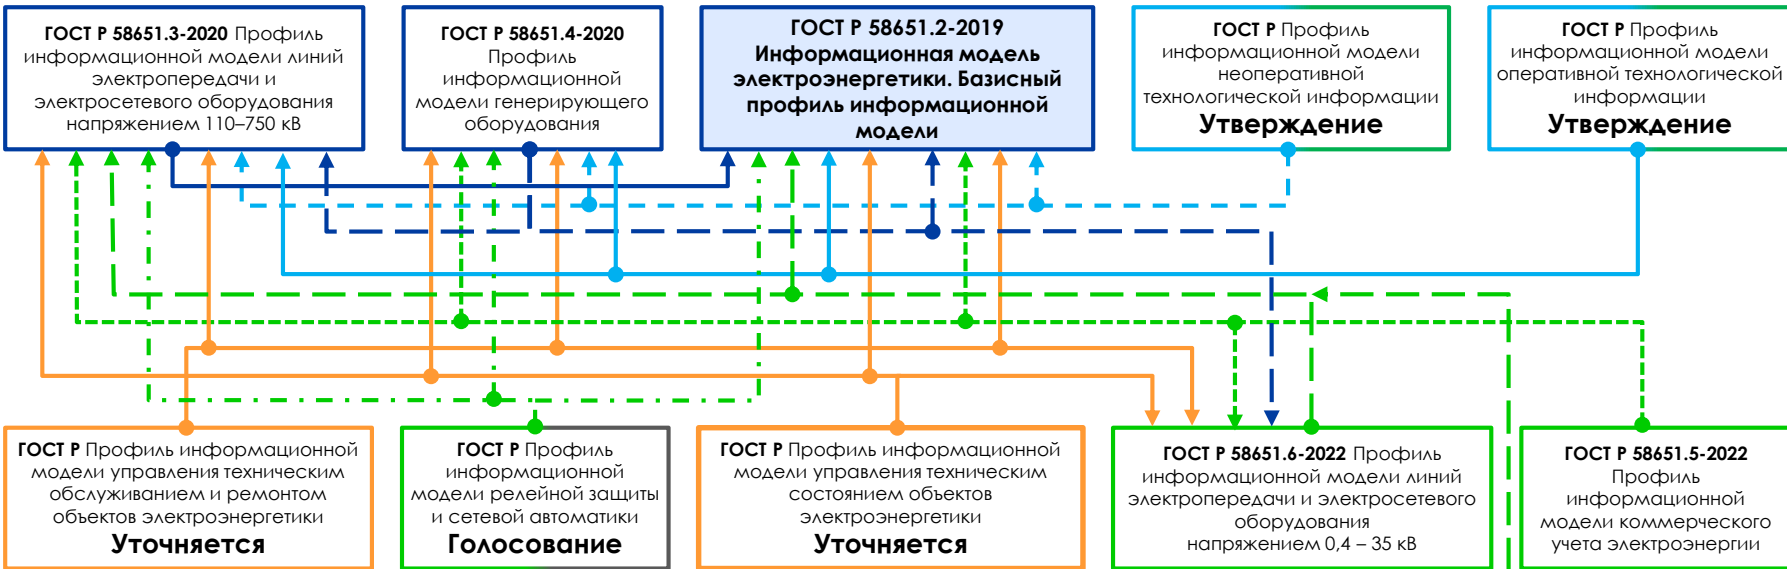 ГОСТ Р 58651.3-2020 Профиль
информационной модели линий
электропередачи и
электросетевого оборудования
напряжением 110–750 кВ
ГОСТ Р 58651.4-2020
Профиль
информационной
модели генерирующего
оборудования
ГОСТ Р 58651.2-2019
Информационная модель
электроэнергетики. Базисный
профиль информационной
модели
ГОСТ Р Профиль
информационной модели
неоперативной
технологической информации
Утверждение
ГОСТ Р Профиль
информационной модели
оперативной технологической
информации
Утверждение
ГОСТ Р Профиль информационной
модели управления техническим
обслуживанием и ремонтом
объектов электроэнергетики
Уточняется
ГОСТ Р Профиль
информационной
модели релейной защиты
и сетевой автоматики
Голосование
ГОСТ Р Профиль информационной
модели управления техническим
состоянием объектов
электроэнергетики
Уточняется
ГОСТ Р 58651.6-2022 Профиль
информационной модели линий
электропередачи и электросетевого
оборудования
напряжением 0,4 – 35 кВ
ГОСТ Р 58651.5-2022
Профиль
информационной
модели коммерческого
учета электроэнергии